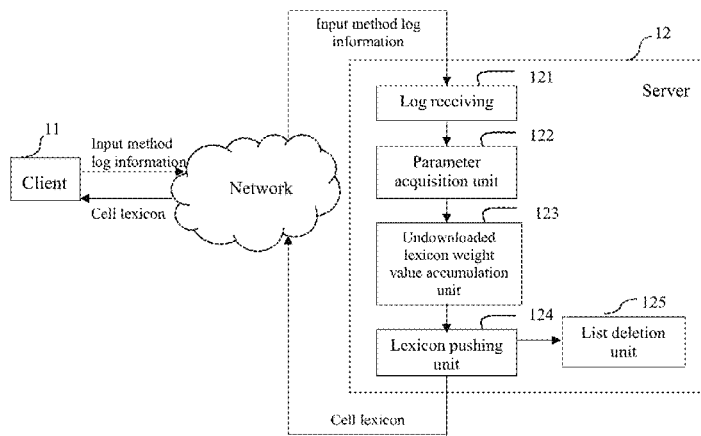 Input method log
information
12
121
Server
Log receiving
11
Input method
log information
122
Client
Network
Parameter
acquisition unit
Cell lexicon
123
Undownloaded
lexicon weight
value accumulation
unit
124
125
Lexicon pushing
unit
List deletion
unit
Cell lexicon